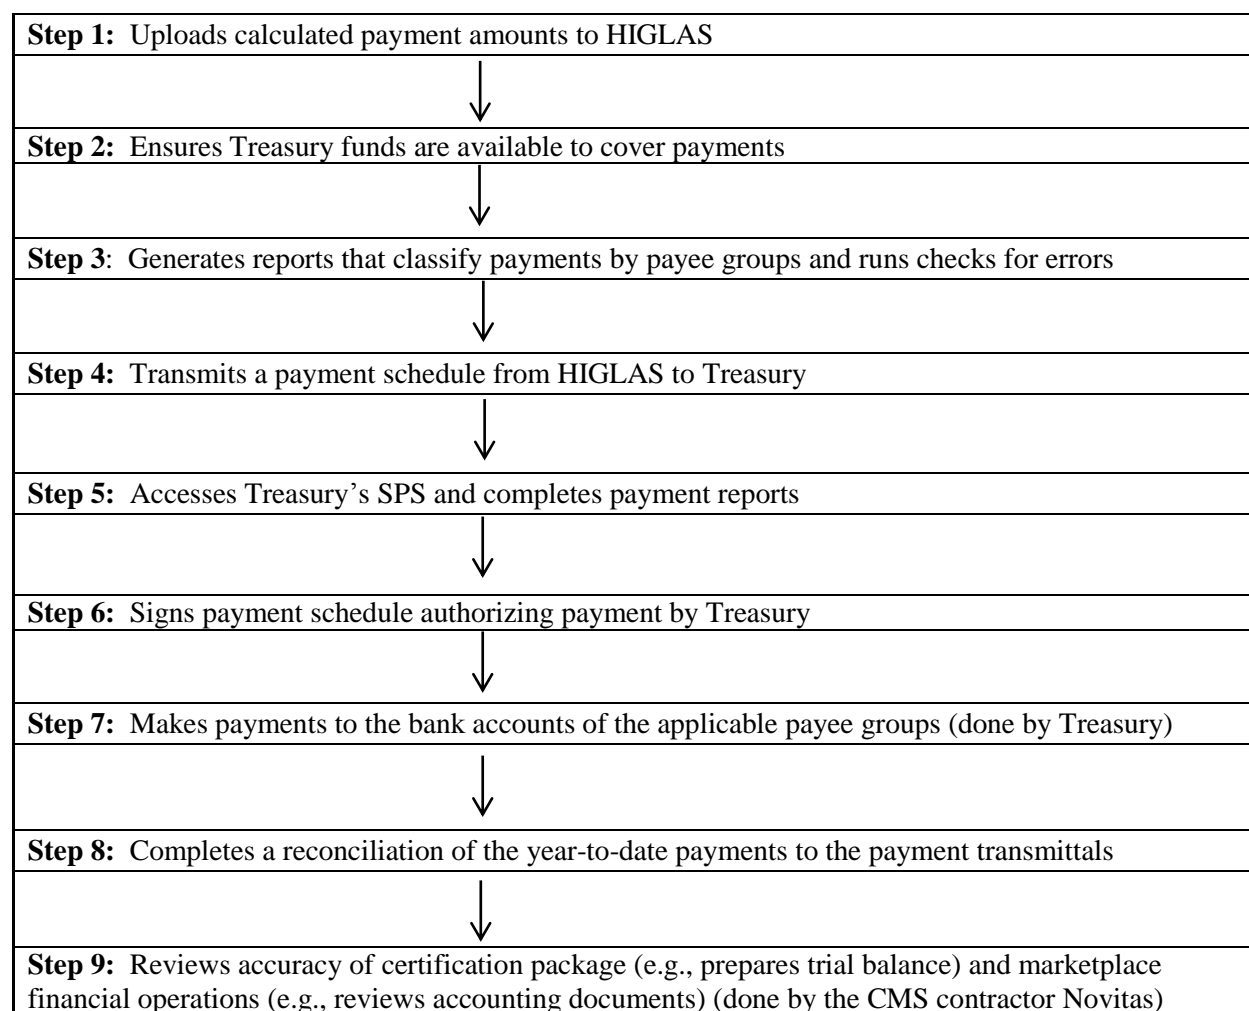 Step 1: Uploads calculated payment amounts to HIGLAS
Step 2: Ensures Treasury funds are available to cover payments
Step 3: Generates reports that classify payments by payee groups and runs checks for errors
Step 4: Transmits a payment schedule from HIGLAS to Treasury
Step 5: Accesses Treasury’s SPS and completes payment reports
Step 6: Signs payment schedule authorizing payment by Treasury
Step 7: Makes payments to the bank accounts of the applicable payee groups (done by Treasury)
Step 8: Completes a reconciliation of the year-to-date payments to the payment transmittals
Step 9: Reviews accuracy of certification package (e.g., prepares trial balance) and marketplace
financial operations (e.g., reviews accounting documents) (done by the CMS contractor Novitas)